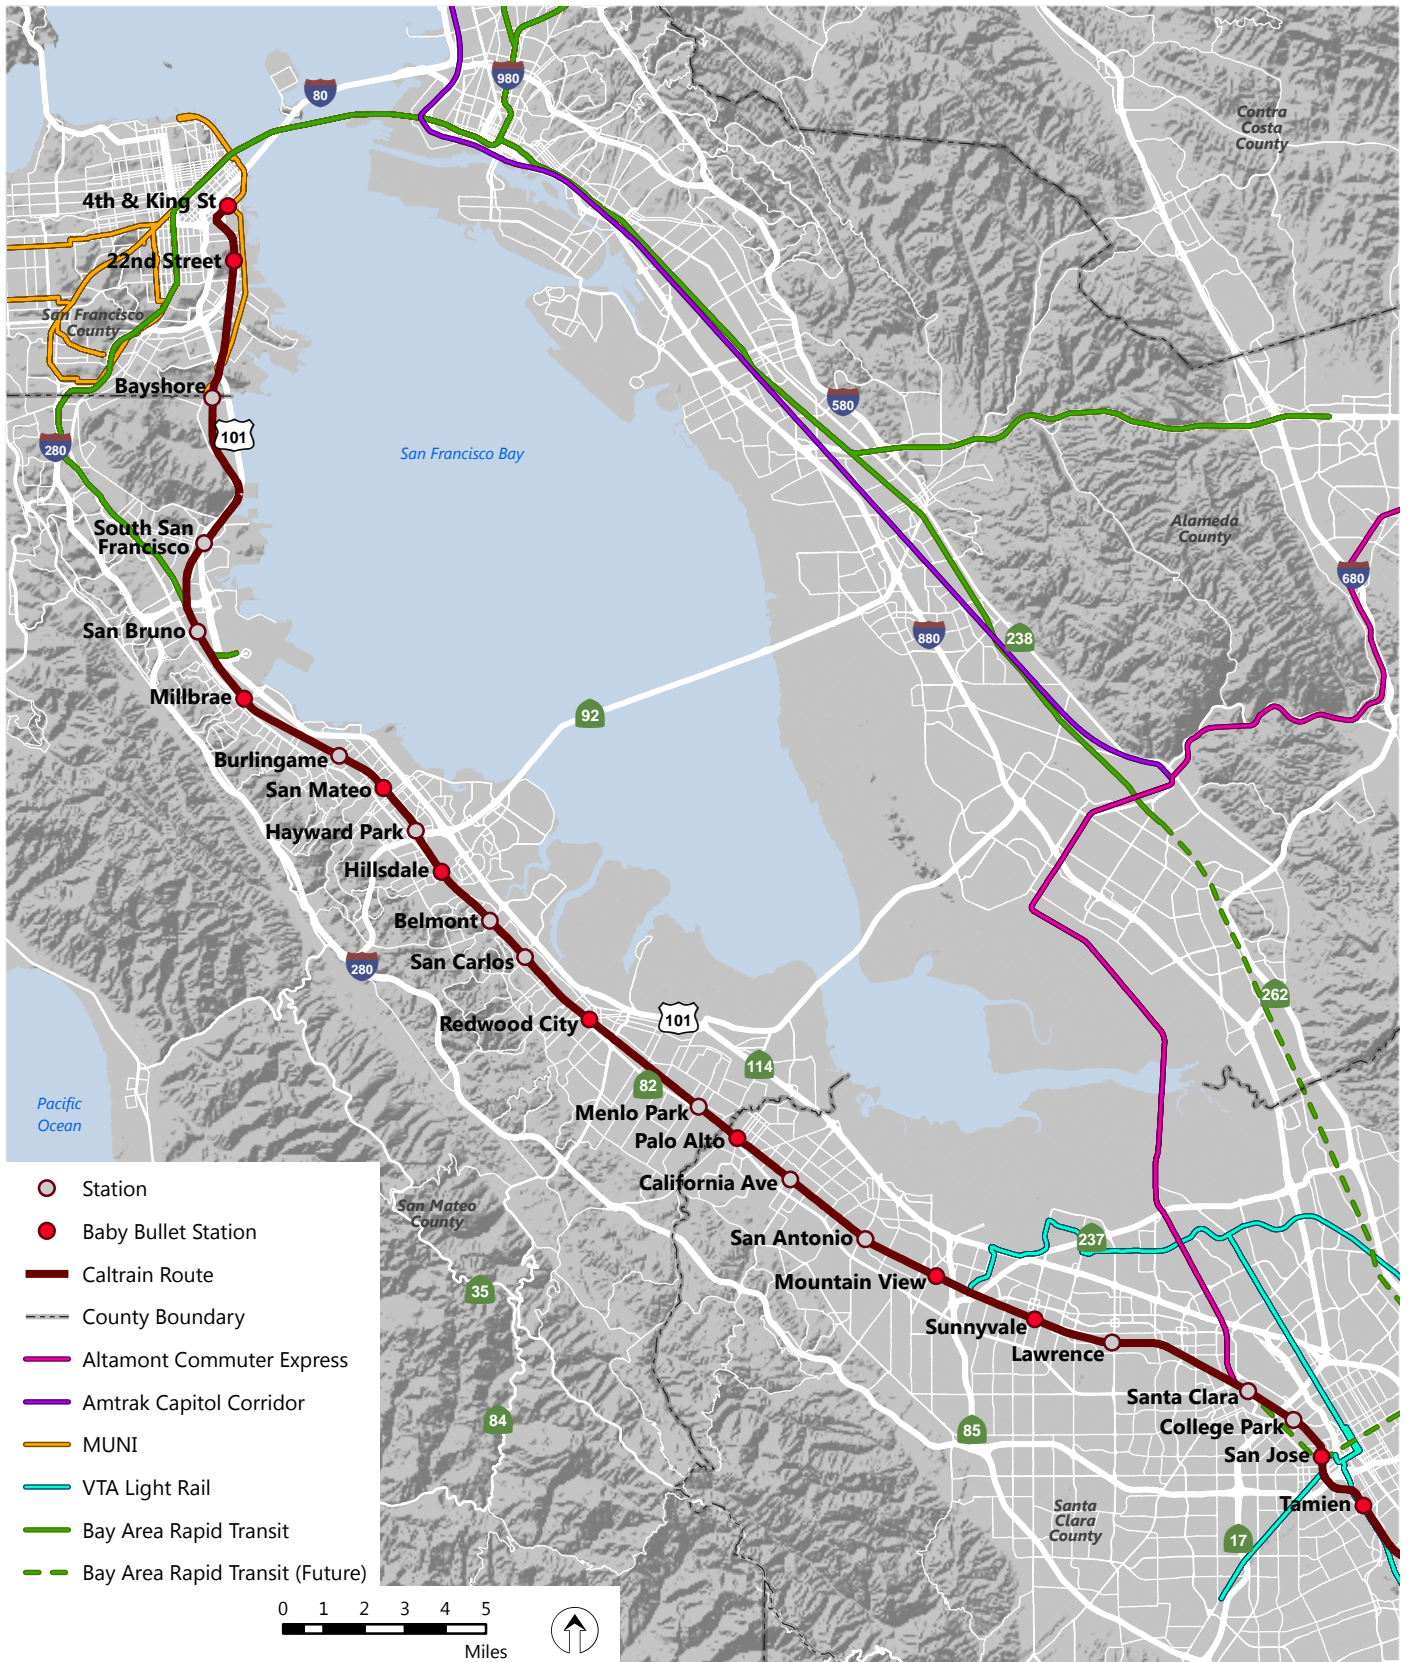 980
80
Contra
Costa
County
4th & King St
22nd Street
San Francisco
County
Bayshore
580
101
280
San Francisco Bay
South San
Francisco
Alameda
County
680
San Bruno
880
238
Millbrae
92
Burlingame
San Mateo
Hayward Park
Hillsdale
Belmont
San Carlos
280
262
Redwood City
101
114
82
Pacific
Ocean
Menlo Park
Palo Alto
California Ave
San Mateo
County
San Antonio
237
Mountain View
35
Sunnyvale
Lawrence
Santa Clara
84
College Park
85
San Jose
Tamien
Santa
Clara
County
17
Station
Baby Bullet Station
Caltrain Route
County Boundary
Altamont Commuter Express
Amtrak Capitol Corridor
MUNI
VTA Light Rail
Bay Area Rapid Transit
Bay Area Rapid Transit (Future)
0 1 2 3 4 5
Miles